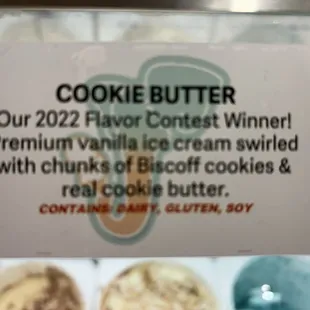 COOKIE BUTTER
Our 2022 Flavor Contest Winner!
Premium vanilla ice cream swirled
with chunks of Biscoff cookies &
real cookie butter.
CONTAINS: DAIRY, GLUTEN, SOY